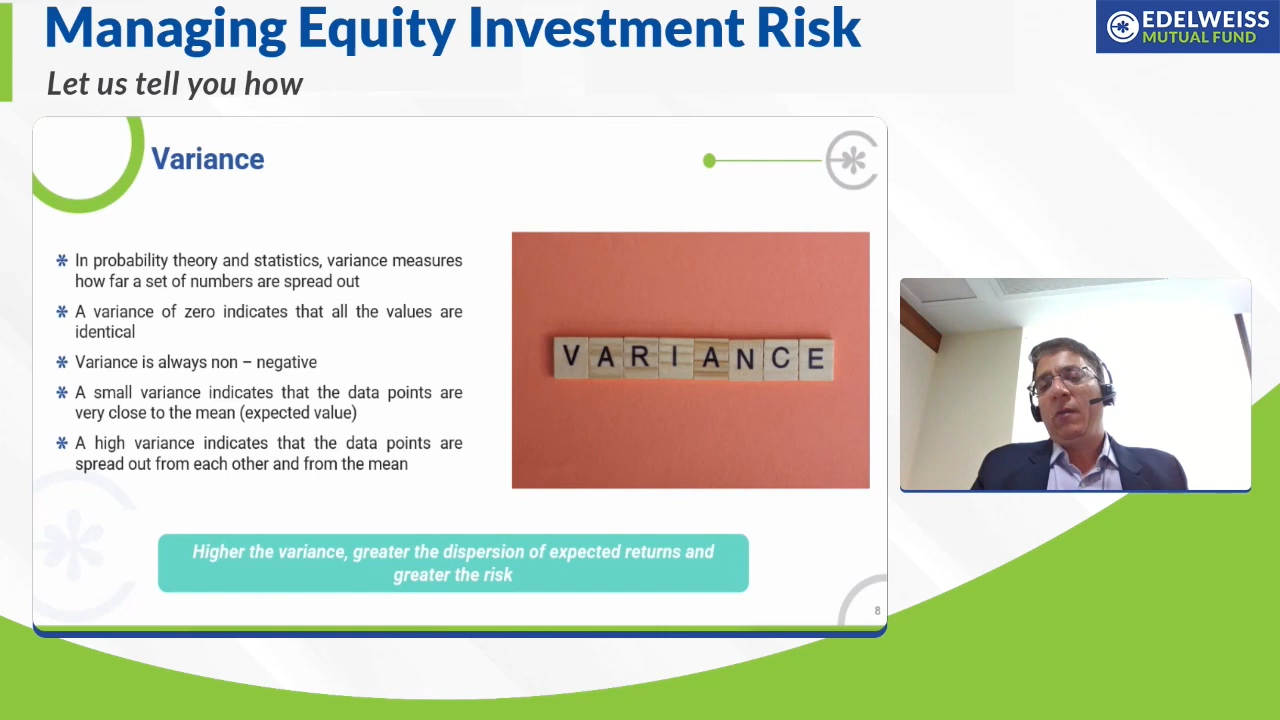 Managing Equity Investment Risk
Let us tell you how
EDELWEISS
MUTUAL FUND
Variance
In probability theory and statistics, variance measures
how far a set of numbers are spread out
A variance of zero indicates that all the values are
identical
Variance is always non – negative
A small variance indicates that the data points are
very close to the mean (expected value)
A high variance indicates that the data points are
spread out from each other and from the mean
VARIANCE
Higher the variance, greater the dispersion of expected returns and
greater the risk
8